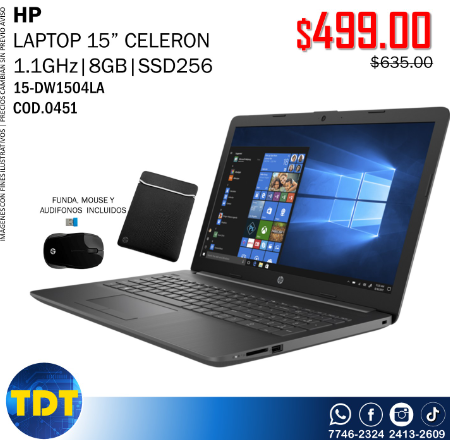 HP
LAPTOP 15” CELERON
1.1GHz|8GB|SSD256
15-DW1504LA
COD.0451
$499.00
$635.00
IMAGENES CON FINES ILUSTRATIVOS | PRECIOS CAMBIAN SIN PREVIO AVISO
FUNDA, MOUSE Y
AUDIFONOS INCLUIDOS
TDT
7746-2324 2413-2609